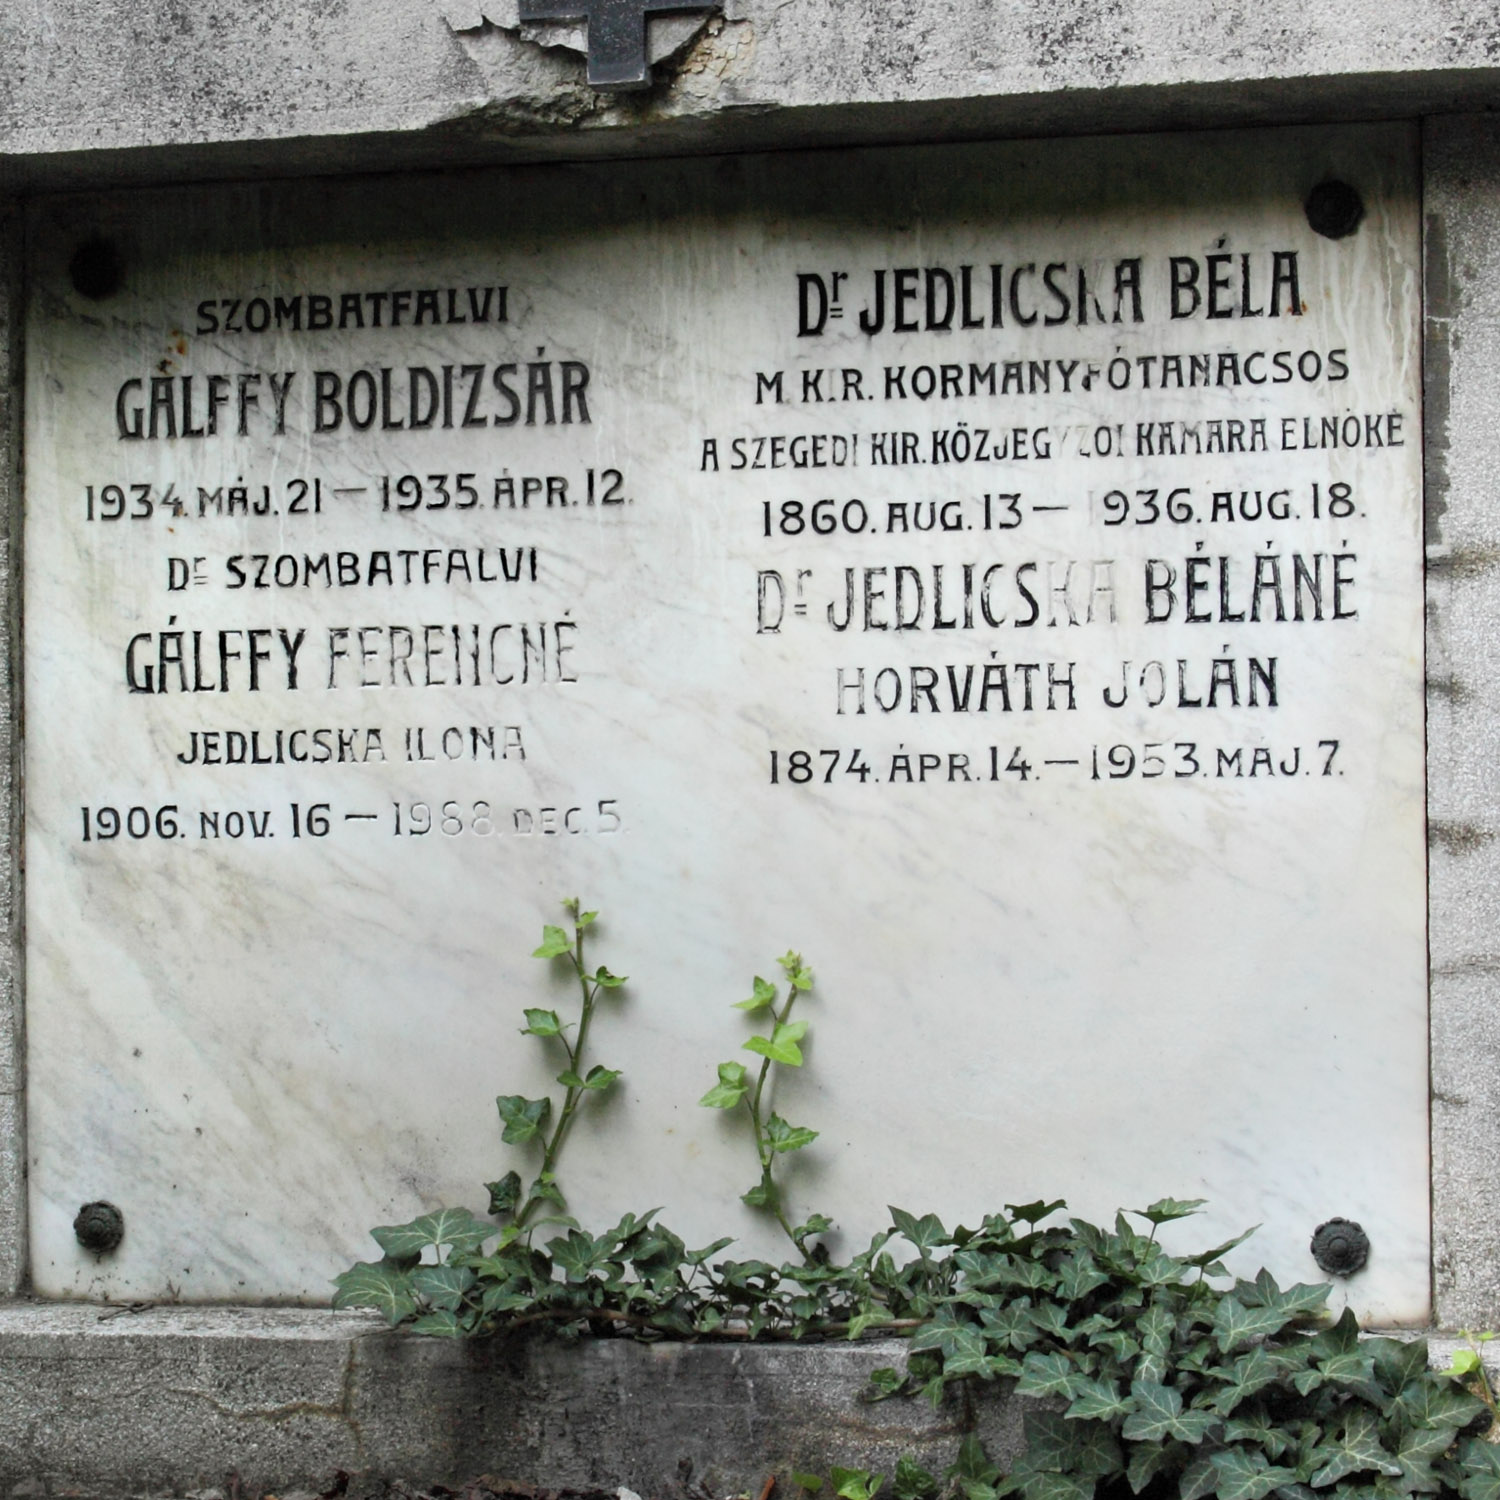 SZOMBATFALVI
GÁLFFY BOLDIZSÁR
1934. MÁJ. 21 — 1935. ÁPR. 12.
Dr SZOMBATFALVI
GÁLFFY FERENCNÉ
JEDLICSKA ILONA
1906. NOV. 16 — 1988. DEC. 5.
Dr JEDLICSKA BÉLA
M. KIR. KORMÁNYFŐTANÁCSOS
A SZEGEDI KIR. KÖZJEGYZŐI KAMARA ELNÖKE
1860. AUG. 13 — 1936. AUG. 18.
Dr JEDLICSKA BÉLÁNÉ
HORVÁTH JOLÁN
1874. ÁPR. 14. — 1953. MÁJ. 7.